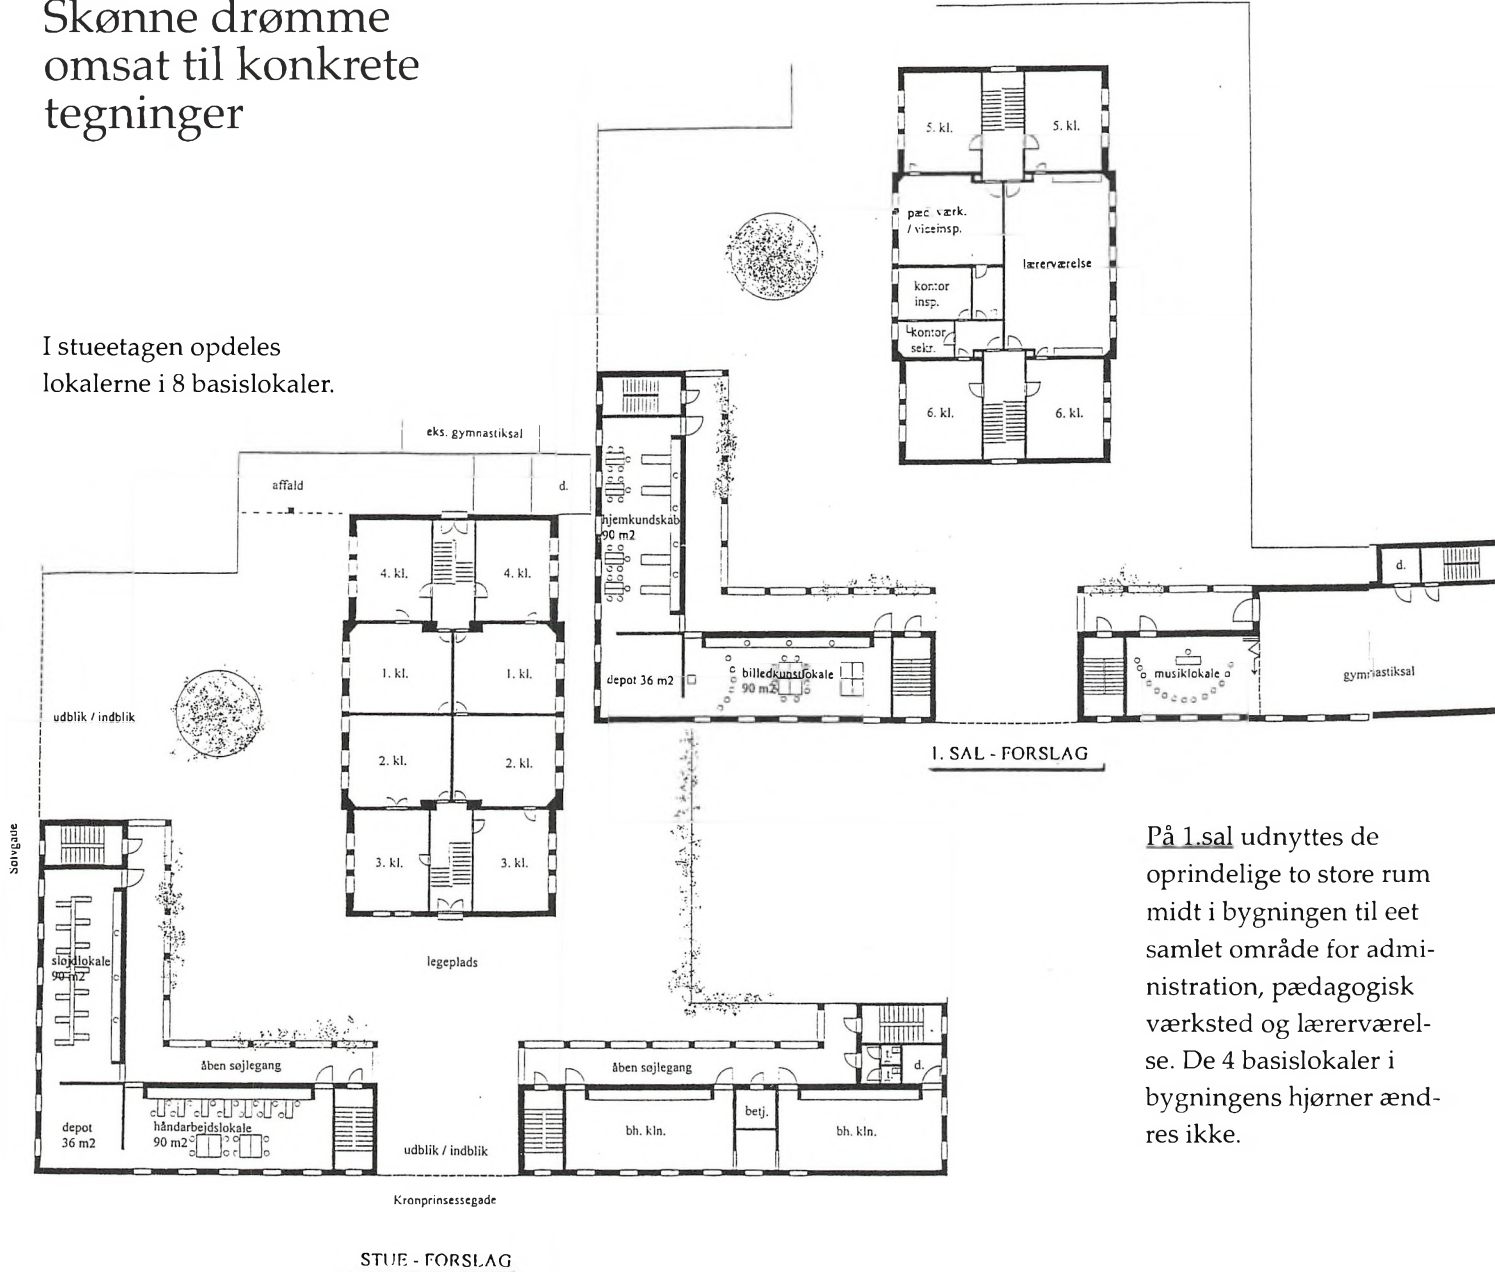 Skønne drømme
omsat til konkrete
tegninger
I stueetagen opdeles
lokalerne i 8 basislokaler.
5. kl.
5. kl.
pæd. værk.
/ viceinsp.
lærerværelse
kontor
insp.
kontor
sekr.
6. kl.
6. kl.
hjemkundskab
90 m2
depot 36 m2
billedkunstlokale
90 m2
d.
musiklokale
gymnastiksal
1. SAL - FORSLAG
eks. gymnastiksal
affald
d.
4. kl.
4. kl.
1. kl.
1. kl.
udblik / indblik
2. kl.
2. kl.
3. kl.
3. kl.
Sølvgade
sløjdlokale
90 m2
legeplads
åben søjlegang
åben søjlegang
t.
t.
d.
depot
36 m2
håndarbejdslokale
90 m2
betj.
bh. kln.
bh. kln.
udblik / indblik
Kronprinsessegade
STUE - FORSLAG
På 1.sal udnyttes de
oprindelige to store rum
midt i bygningen til eet
samlet område for admi-
nistration, pædagogisk
værksted og lærerværel-
se. De 4 basislokaler i
bygningens hjørner ænd-
res ikke.